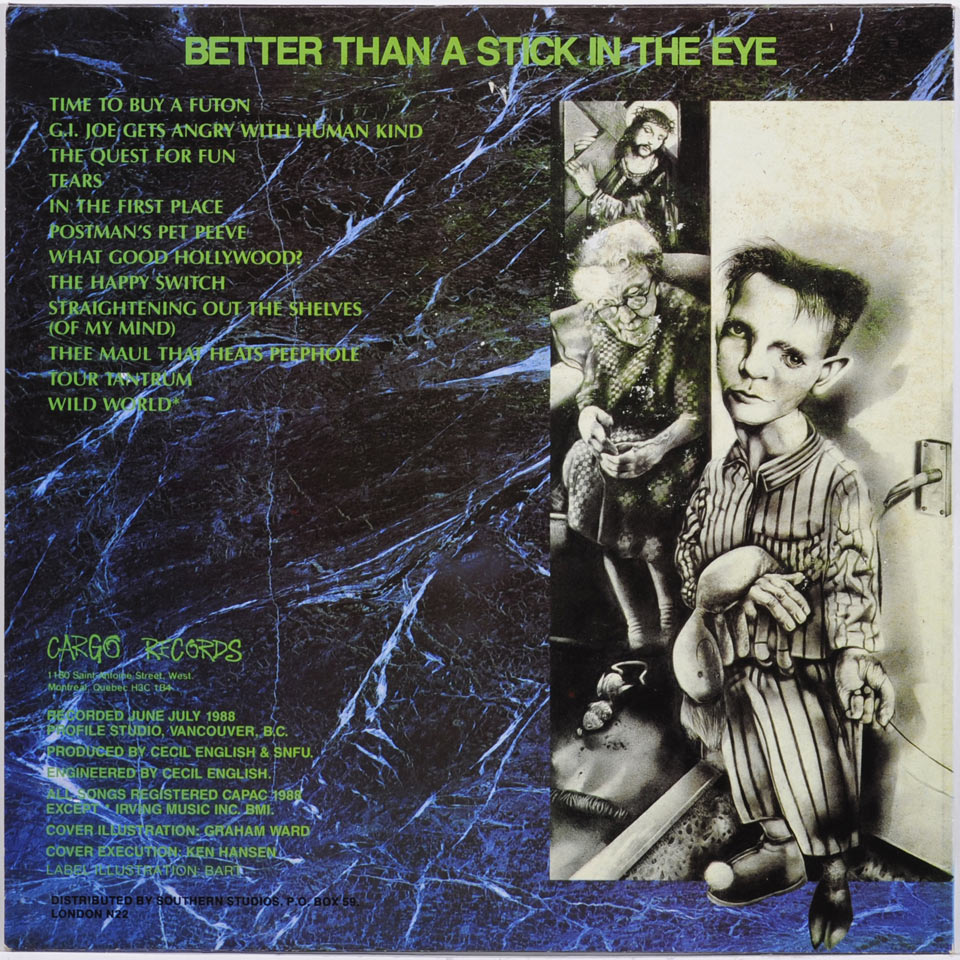 BETTER THAN A STICK IN THE EYE
TIME TO BUY A FUTON
G.I. JOE GETS ANGRY WITH HUMAN KIND
THE QUEST FOR FUN
TEARS
IN THE FIRST PLACE
POSTMAN'S PET PEEVE
WHAT GOOD HOLLYWOOD?
THE HAPPY SWITCH
STRAIGHTENING OUT THE SHELVES
(OF MY MIND)
THEE MAUL THAT HEATS PEEPHOLE
TOUR TANTRUM
WILD WORLD*
CARGO RECORDS
1180 Saint-Antoine Street, West.
Montreal, Quebec H3C 1B4
RECORDED JUNE JULY 1988
PROFILE STUDIO, VANCOUVER, B.C.
PRODUCED BY CECIL ENGLISH & SNFU.
ENGINEERED BY CECIL ENGLISH.
ALL SONGS REGISTERED CAPAC 1988
EXCEPT * IRVING MUSIC INC. BMI.
COVER ILLUSTRATION: GRAHAM WARD
COVER EXECUTION: KEN HANSEN
LABEL ILLUSTRATION: BART
DISTRIBUTED BY SOUTHERN STUDIOS, P.O. BOX 59,
LONDON N22